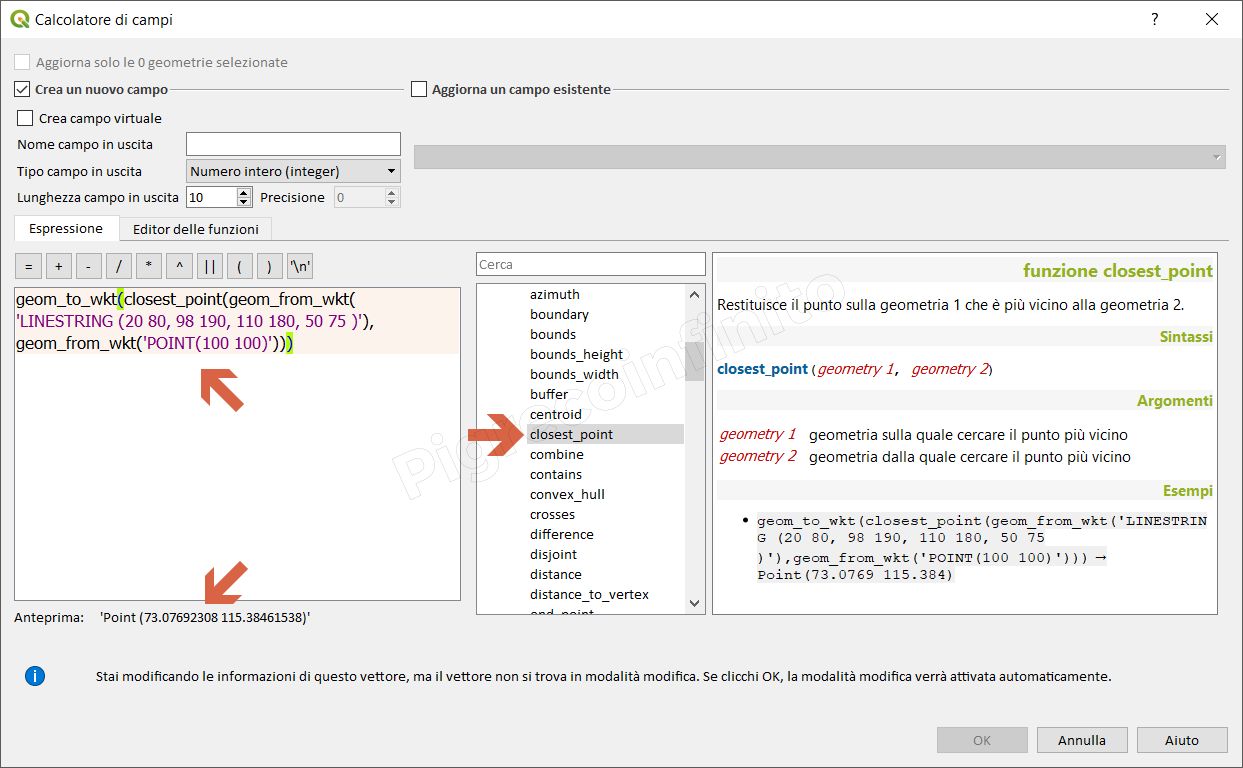 Calcolatore di campi
?
Aggiorna solo le 0 geometrie selezionate
Crea un nuovo campo
Aggiorna un campo esistente
Crea campo virtuale
Nome campo in uscita
Tipo campo in uscita
Numero intero (integer)
Lunghezza campo in uscita
10
Precisione
0
Espressione
Editor delle funzioni
= + - / * ^ || ( ) '\n'
geom_to_wkt(closest_point(geom_from_wkt(
'LINESTRING (20 80, 98 190, 110 180, 50 75 )'),
geom_from_wkt('POINT(100 100)')))
Anteprima: 'Point (73.07692308 115.38461538)'
Cerca
azimuth
boundary
bounds
bounds_height
bounds_width
buffer
centroid
closest_point
combine
contains
convex_hull
crosses
difference
disjoint
distance
distance_to_vertex
end_point
funzione closest_point
Restituisce il punto sulla geometria 1 che è più vicino alla geometria 2.
Sintassi
closest_point(geometry 1, geometry 2)
Argomenti
geometry 1 geometria sulla quale cercare il punto più vicino
geometry 2 geometria dalla quale cercare il punto più vicino
Esempi
• geom_to_wkt(closest_point(geom_from_wkt('LINESTRIN
G (20 80, 98 190, 110 180, 50 75
)'),geom_from_wkt('POINT(100 100)'))) →
Point(73.0769 115.384)
Pigrecoinfinito
Stai modificando le informazioni di questo vettore, ma il vettore non si trova in modalità modifica. Se clicchi OK, la modalità modifica verrà attivata automaticamente.
OK
Annulla
Aiuto